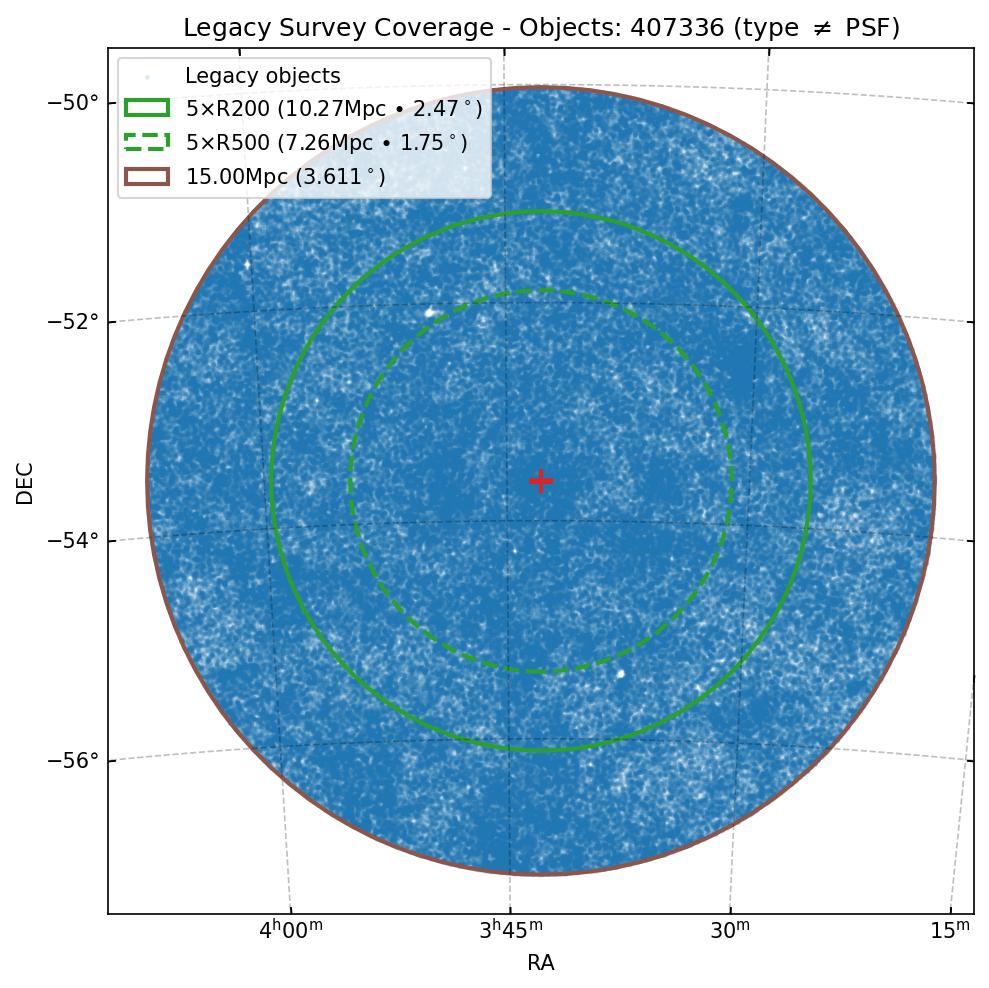 Legacy Survey Coverage - Objects: 407336 (type ≠ PSF)
Legacy objects
5×R200 (10.27Mpc • 2.47°)
5×R500 (7.26Mpc • 1.75°)
15.00Mpc (3.611°)
−50°
−52°
−54°
−56°
DEC
4ʰ00ᵐ 3ʰ45ᵐ 30ᵐ 15ᵐ
RA